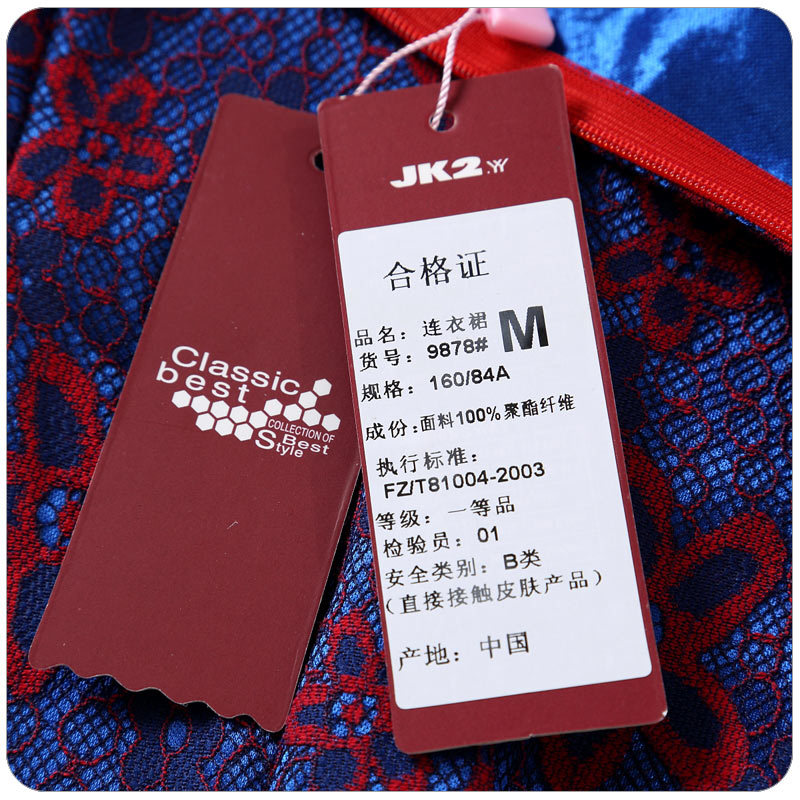 Classic
best
COLLECTION OF
Best
Style
JK2
合格证
品名：连衣裙 M
货号：9878#
规格：160/84A
成份：面料100%聚酯纤维
执行标准：
FZ/T81004-2003
等级：一等品
检验员：01
安全类别：B类
（直接接触皮肤产品）
产地：中国